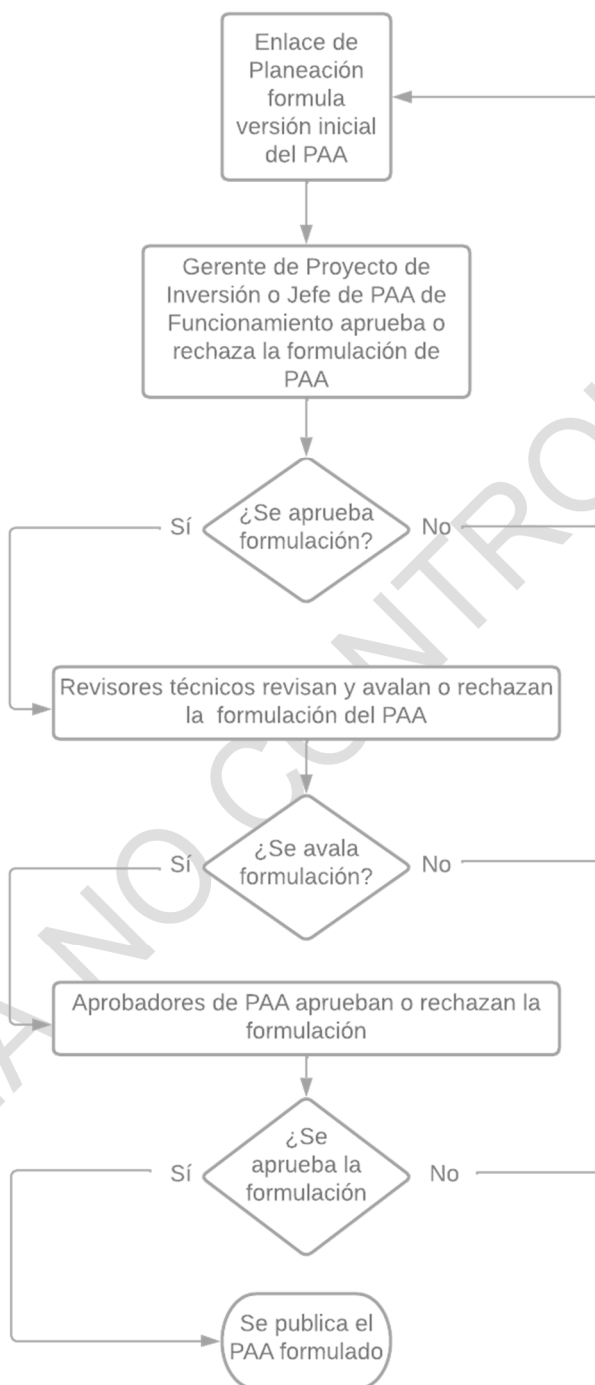 Enlace de
Planeación
formula
versión inicial
del PAA
Gerente de Proyecto de
Inversión o Jefe de PAA de
Funcionamiento aprueba o
rechaza la formulación de
PAA
¿Se aprueba
formulación?
Sí
No
Revisores técnicos revisan y avalan o rechazan
la formulación del PAA
¿Se avala
formulación?
Sí
No
Aprobadores de PAA aprueban o rechazan la
formulación
¿Se
aprueba la
formulación
Sí
No
Se publica el
PAA formulado
NO